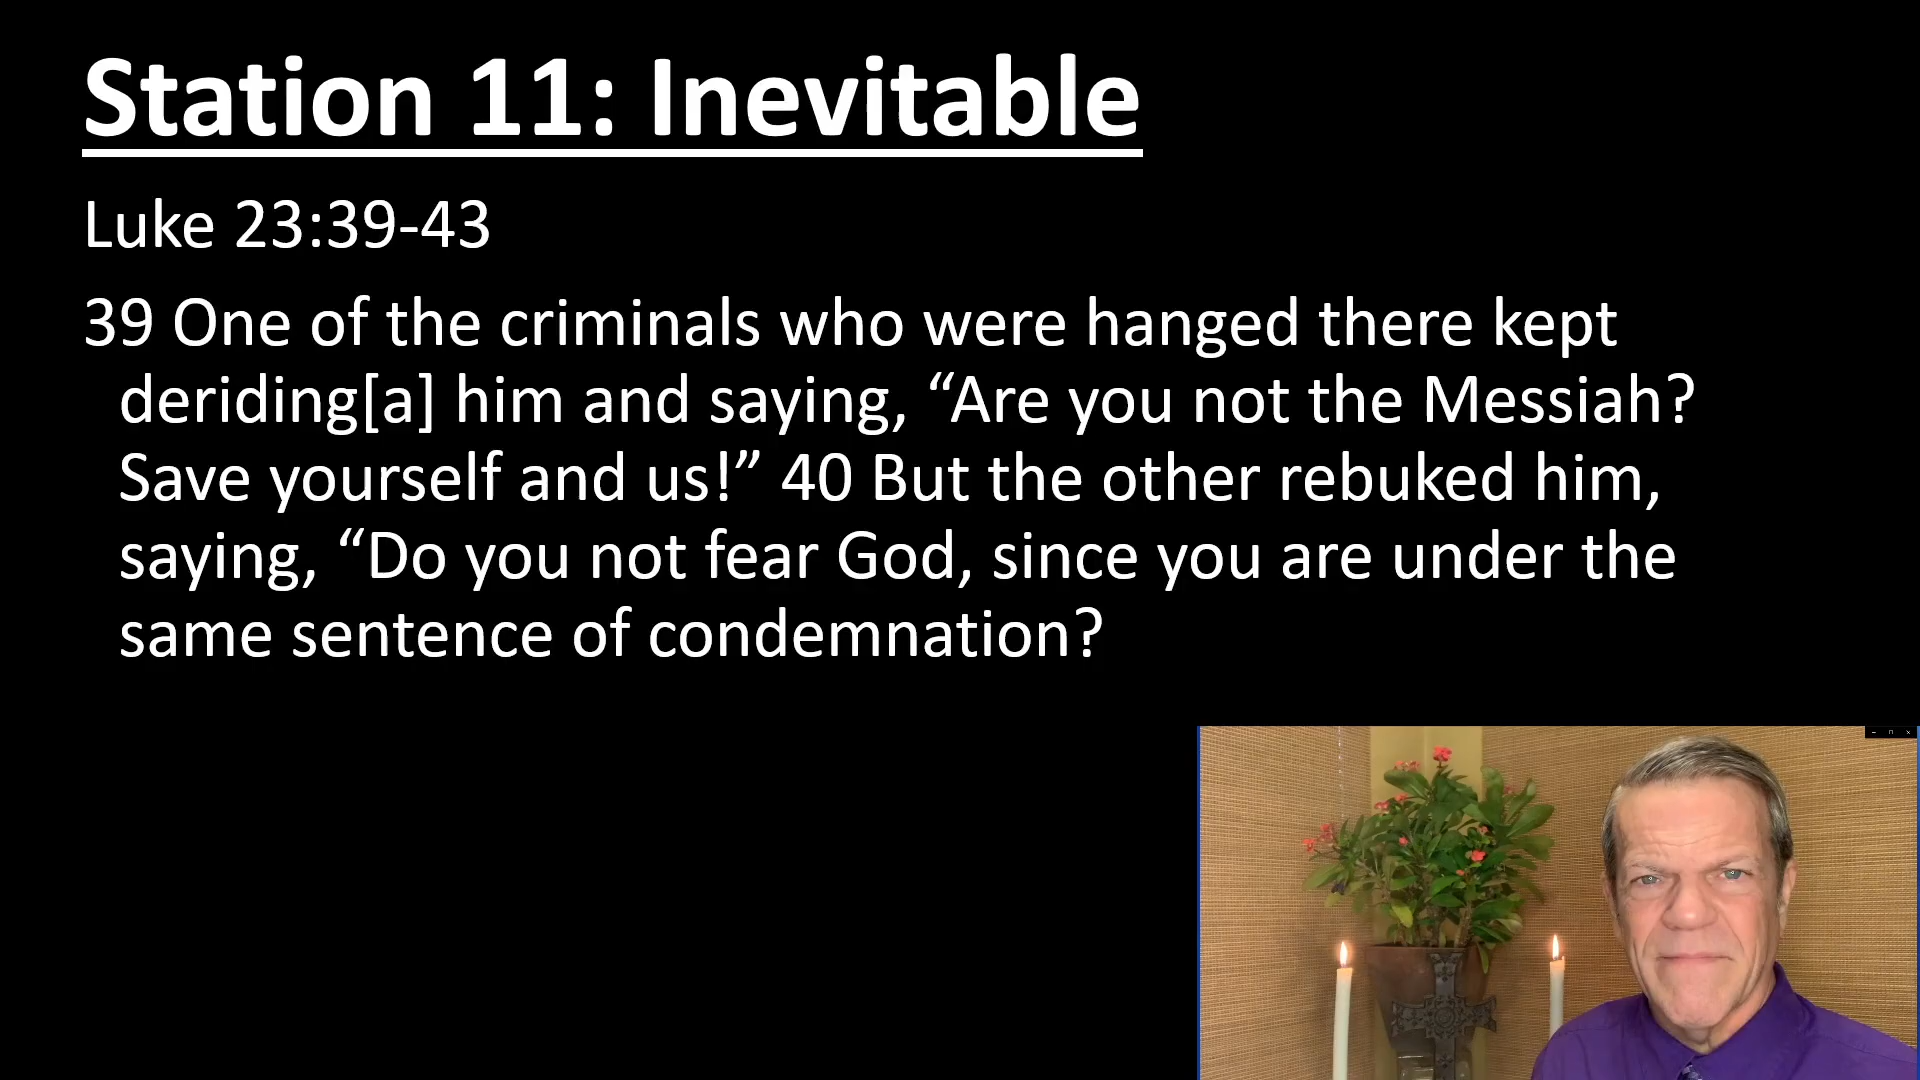 Station 11: Inevitable
Luke 23:39-43
39 One of the criminals who were hanged there kept
deriding[a] him and saying, “Are you not the Messiah?
Save yourself and us!” 40 But the other rebuked him,
saying, “Do you not fear God, since you are under the
same sentence of condemnation?